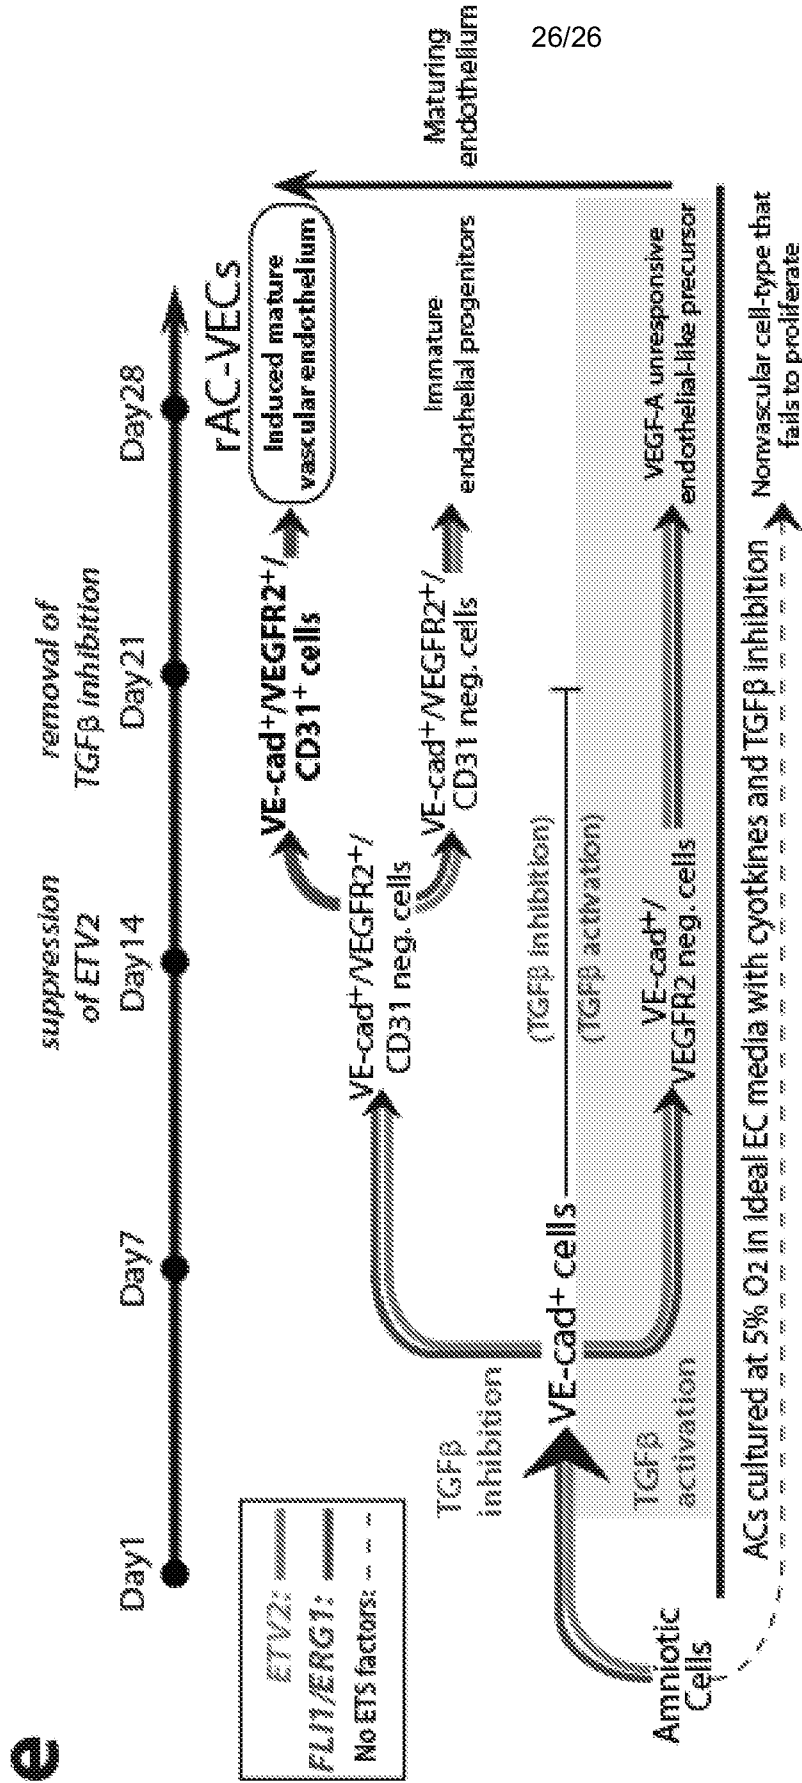 26/26
e
suppression
of ETV2
removal of
TGFβ inhibition
Day1
Day7
Day14
Day21
Day28
ETV2:
FLI1/ERG1:
No ETS factors:
rAC-VECs
Induced mature
vascular endothelium
VE-cad+/VEGFR2+/
CD31+ cells
VE-cad+/VEGFR2+/
CD31 neg. cells
VE-cad+/VEGFR2+/
CD31 neg. cells
Immature
endothelial progenitors
Maturing
endothelium
TGFβ
inhibition
(TGFβ inhibition)
VE-cad+ cells
(TGFβ activation)
TGFβ
activation
VE-cad+/
VEGFR2 neg. cells
VEGF-A unresponsive
endothelial-like precursor
Amniotic
Cells
ACs cultured at 5% O2 in ideal EC media with cyotkines and TGFβ inhibition
Nonvascular cell-type that
fails to proliferate